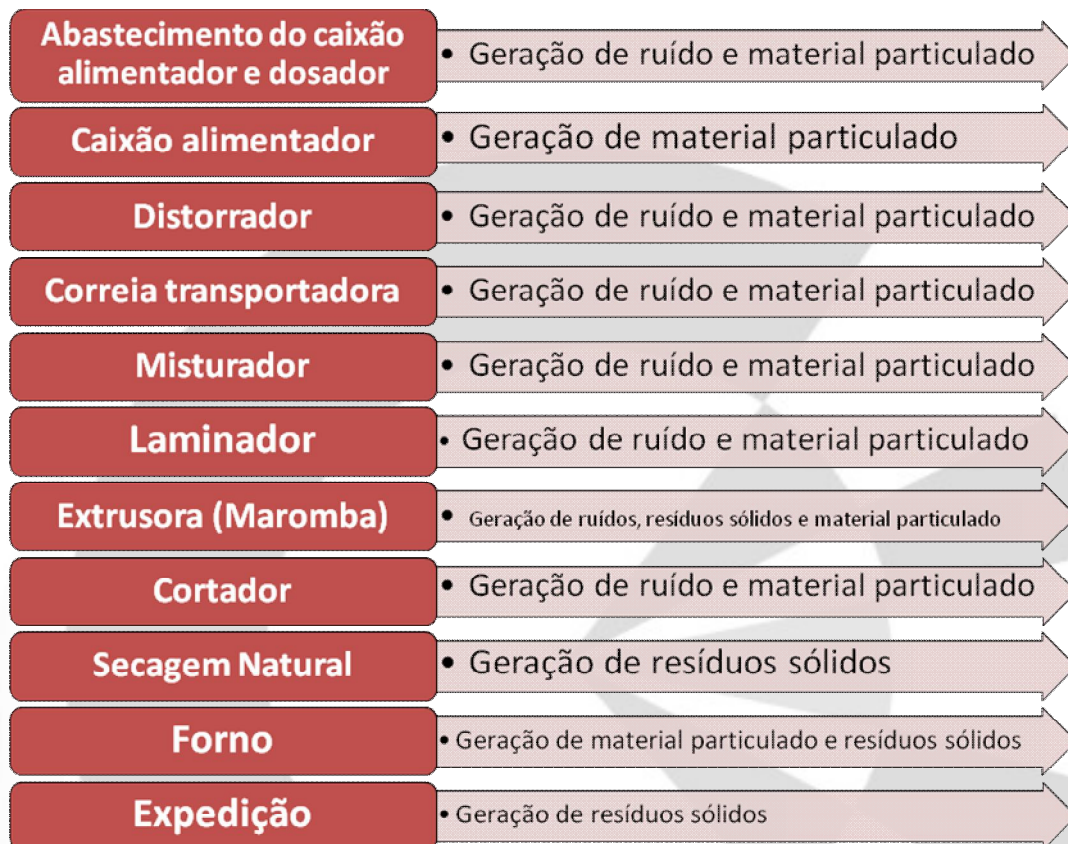 Abastecimento do caixão
alimentador e dosador
• Geração de ruído e material particulado
Caixão alimentador
• Geração de material particulado
Distorrador
• Geração de ruído e material particulado
Correia transportadora
• Geração de ruído e material particulado
Misturador
• Geração de ruído e material particulado
Laminador
• Geração de ruído e material particulado
Extrusora (Maromba)
• Geração de ruídos, resíduos sólidos e material particulado
Cortador
• Geração de ruído e material particulado
Secagem Natural
• Geração de resíduos sólidos
Forno
• Geração de material particulado e resíduos sólidos
Expedição
• Geração de resíduos sólidos